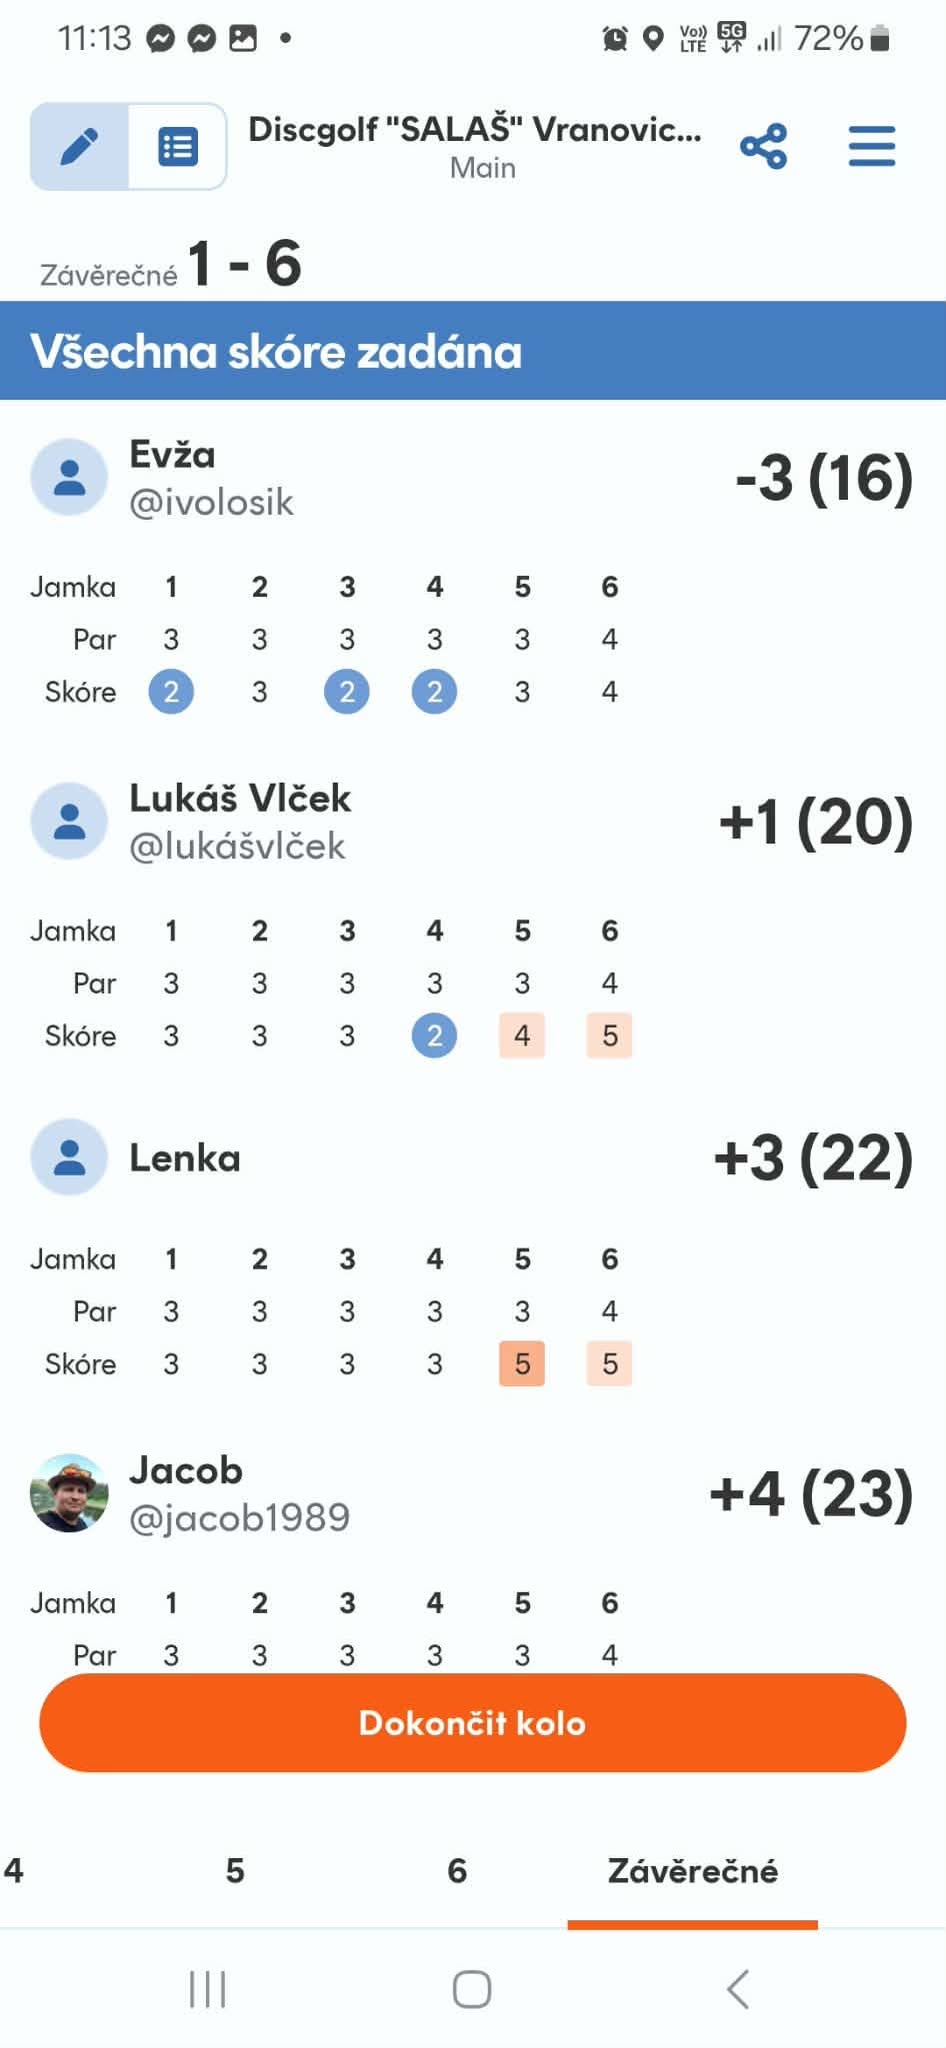 11:13 Vo)) LTE 5G 72%
Discgolf "SALAŠ" Vranovic...
Main
Závěrečné 1 - 6
Všechna skóre zadána
Evža
@ivolosik
-3 (16)
Jamka 1 2 3 4 5 6
Par 3 3 3 3 3 4
Skóre 2 3 2 2 3 4
Lukáš Vlček
@lukášvlček
+1 (20)
Jamka 1 2 3 4 5 6
Par 3 3 3 3 3 4
Skóre 3 3 3 2 4 5
Lenka
+3 (22)
Jamka 1 2 3 4 5 6
Par 3 3 3 3 3 4
Skóre 3 3 3 3 5 5
Jacob
@jacob1989
+4 (23)
Jamka 1 2 3 4 5 6
Par 3 3 3 3 3 4
Dokončit kolo
4 5 6 Závěrečné